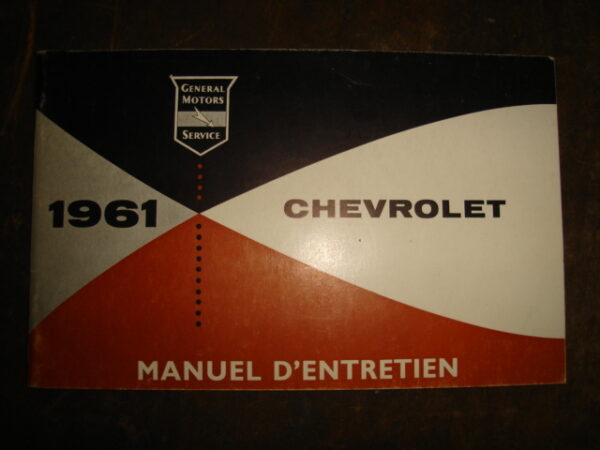 GENERAL
MOTORS
SERVICE
1961
CHEVROLET
MANUEL D'ENTRETIEN